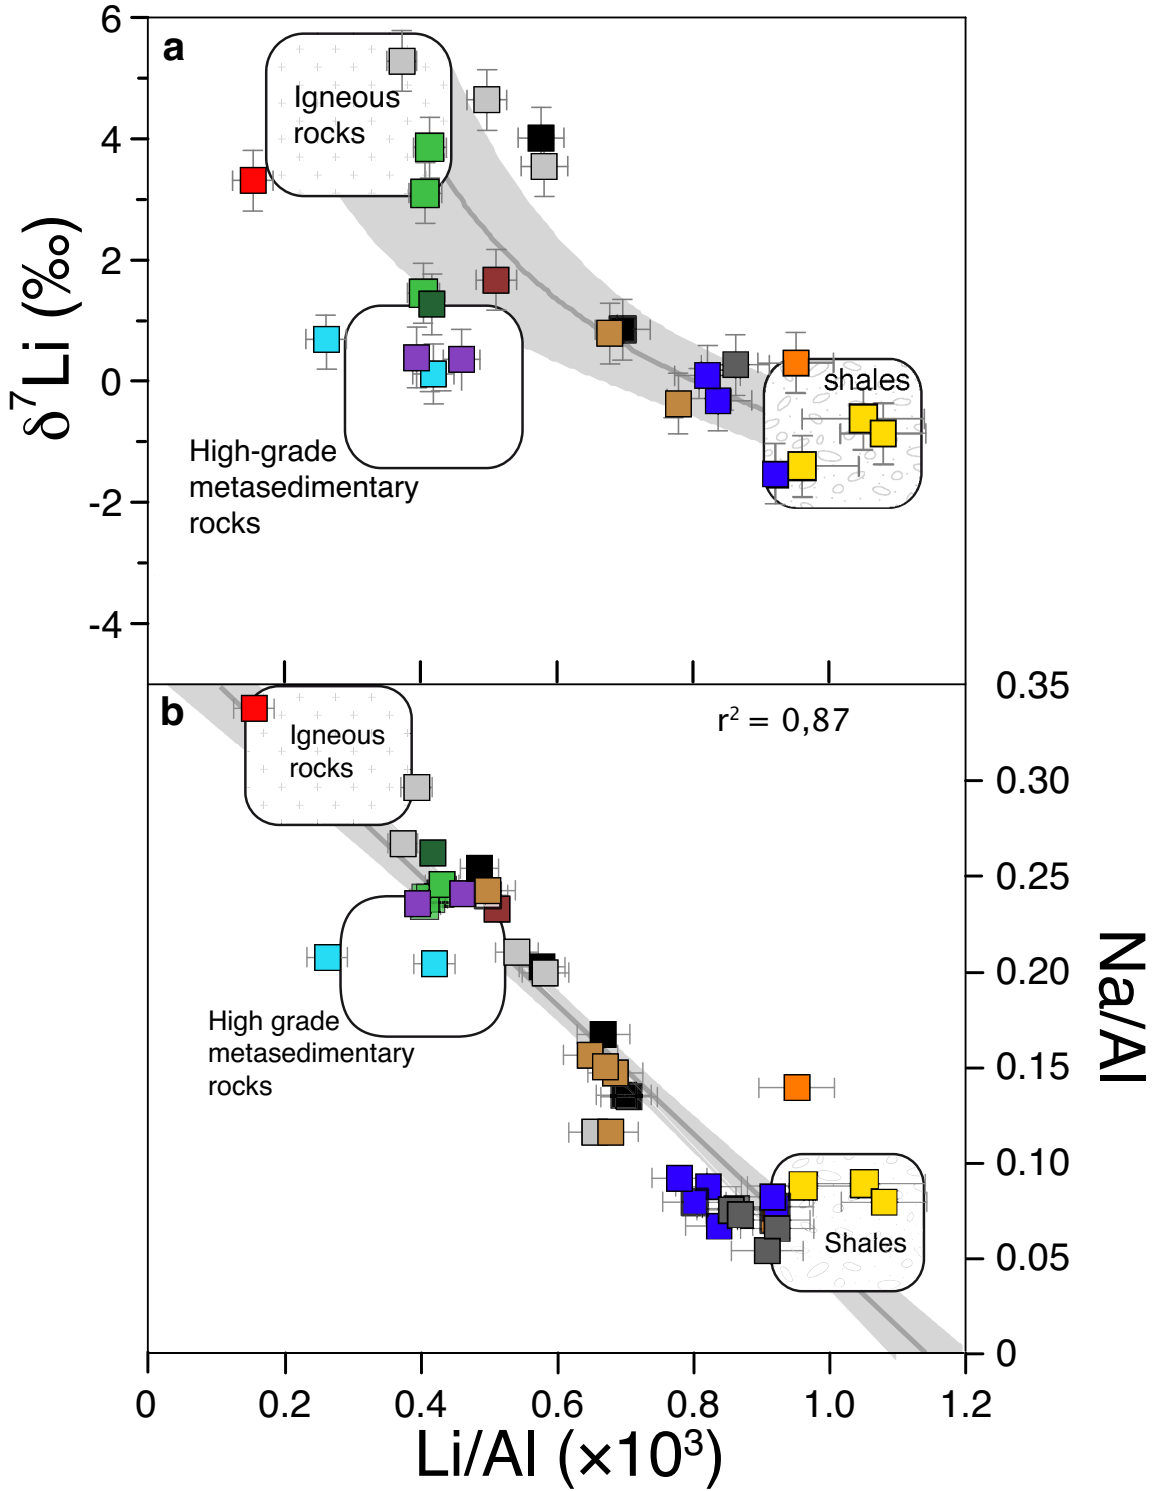 6
4
2
0
-2
-4
δ⁷Li (‰)
a
Igneous
rocks
shales
High-grade
metasedimentary
rocks
b
r² = 0,87
Igneous
rocks
High grade
metasedimentary
rocks
Shales
0.35
0.30
0.25
0.20
0.15
0.10
0.05
0
Na/Al
0 0.2 0.4 0.6 0.8 1.0 1.2
Li/Al (×10³)